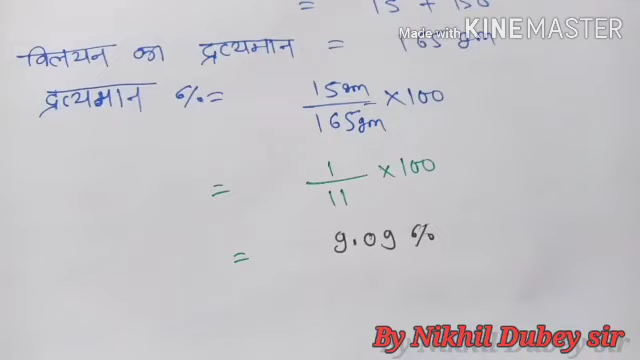 = 15 + 150
Made with KINEMASTER
विलयन का द्रव्यमान = 165 gm
द्रव्यमान % = 15gm / 165gm × 100
= 1 / 11 × 100
= 9.09 %
By Nikhil Dubey sir